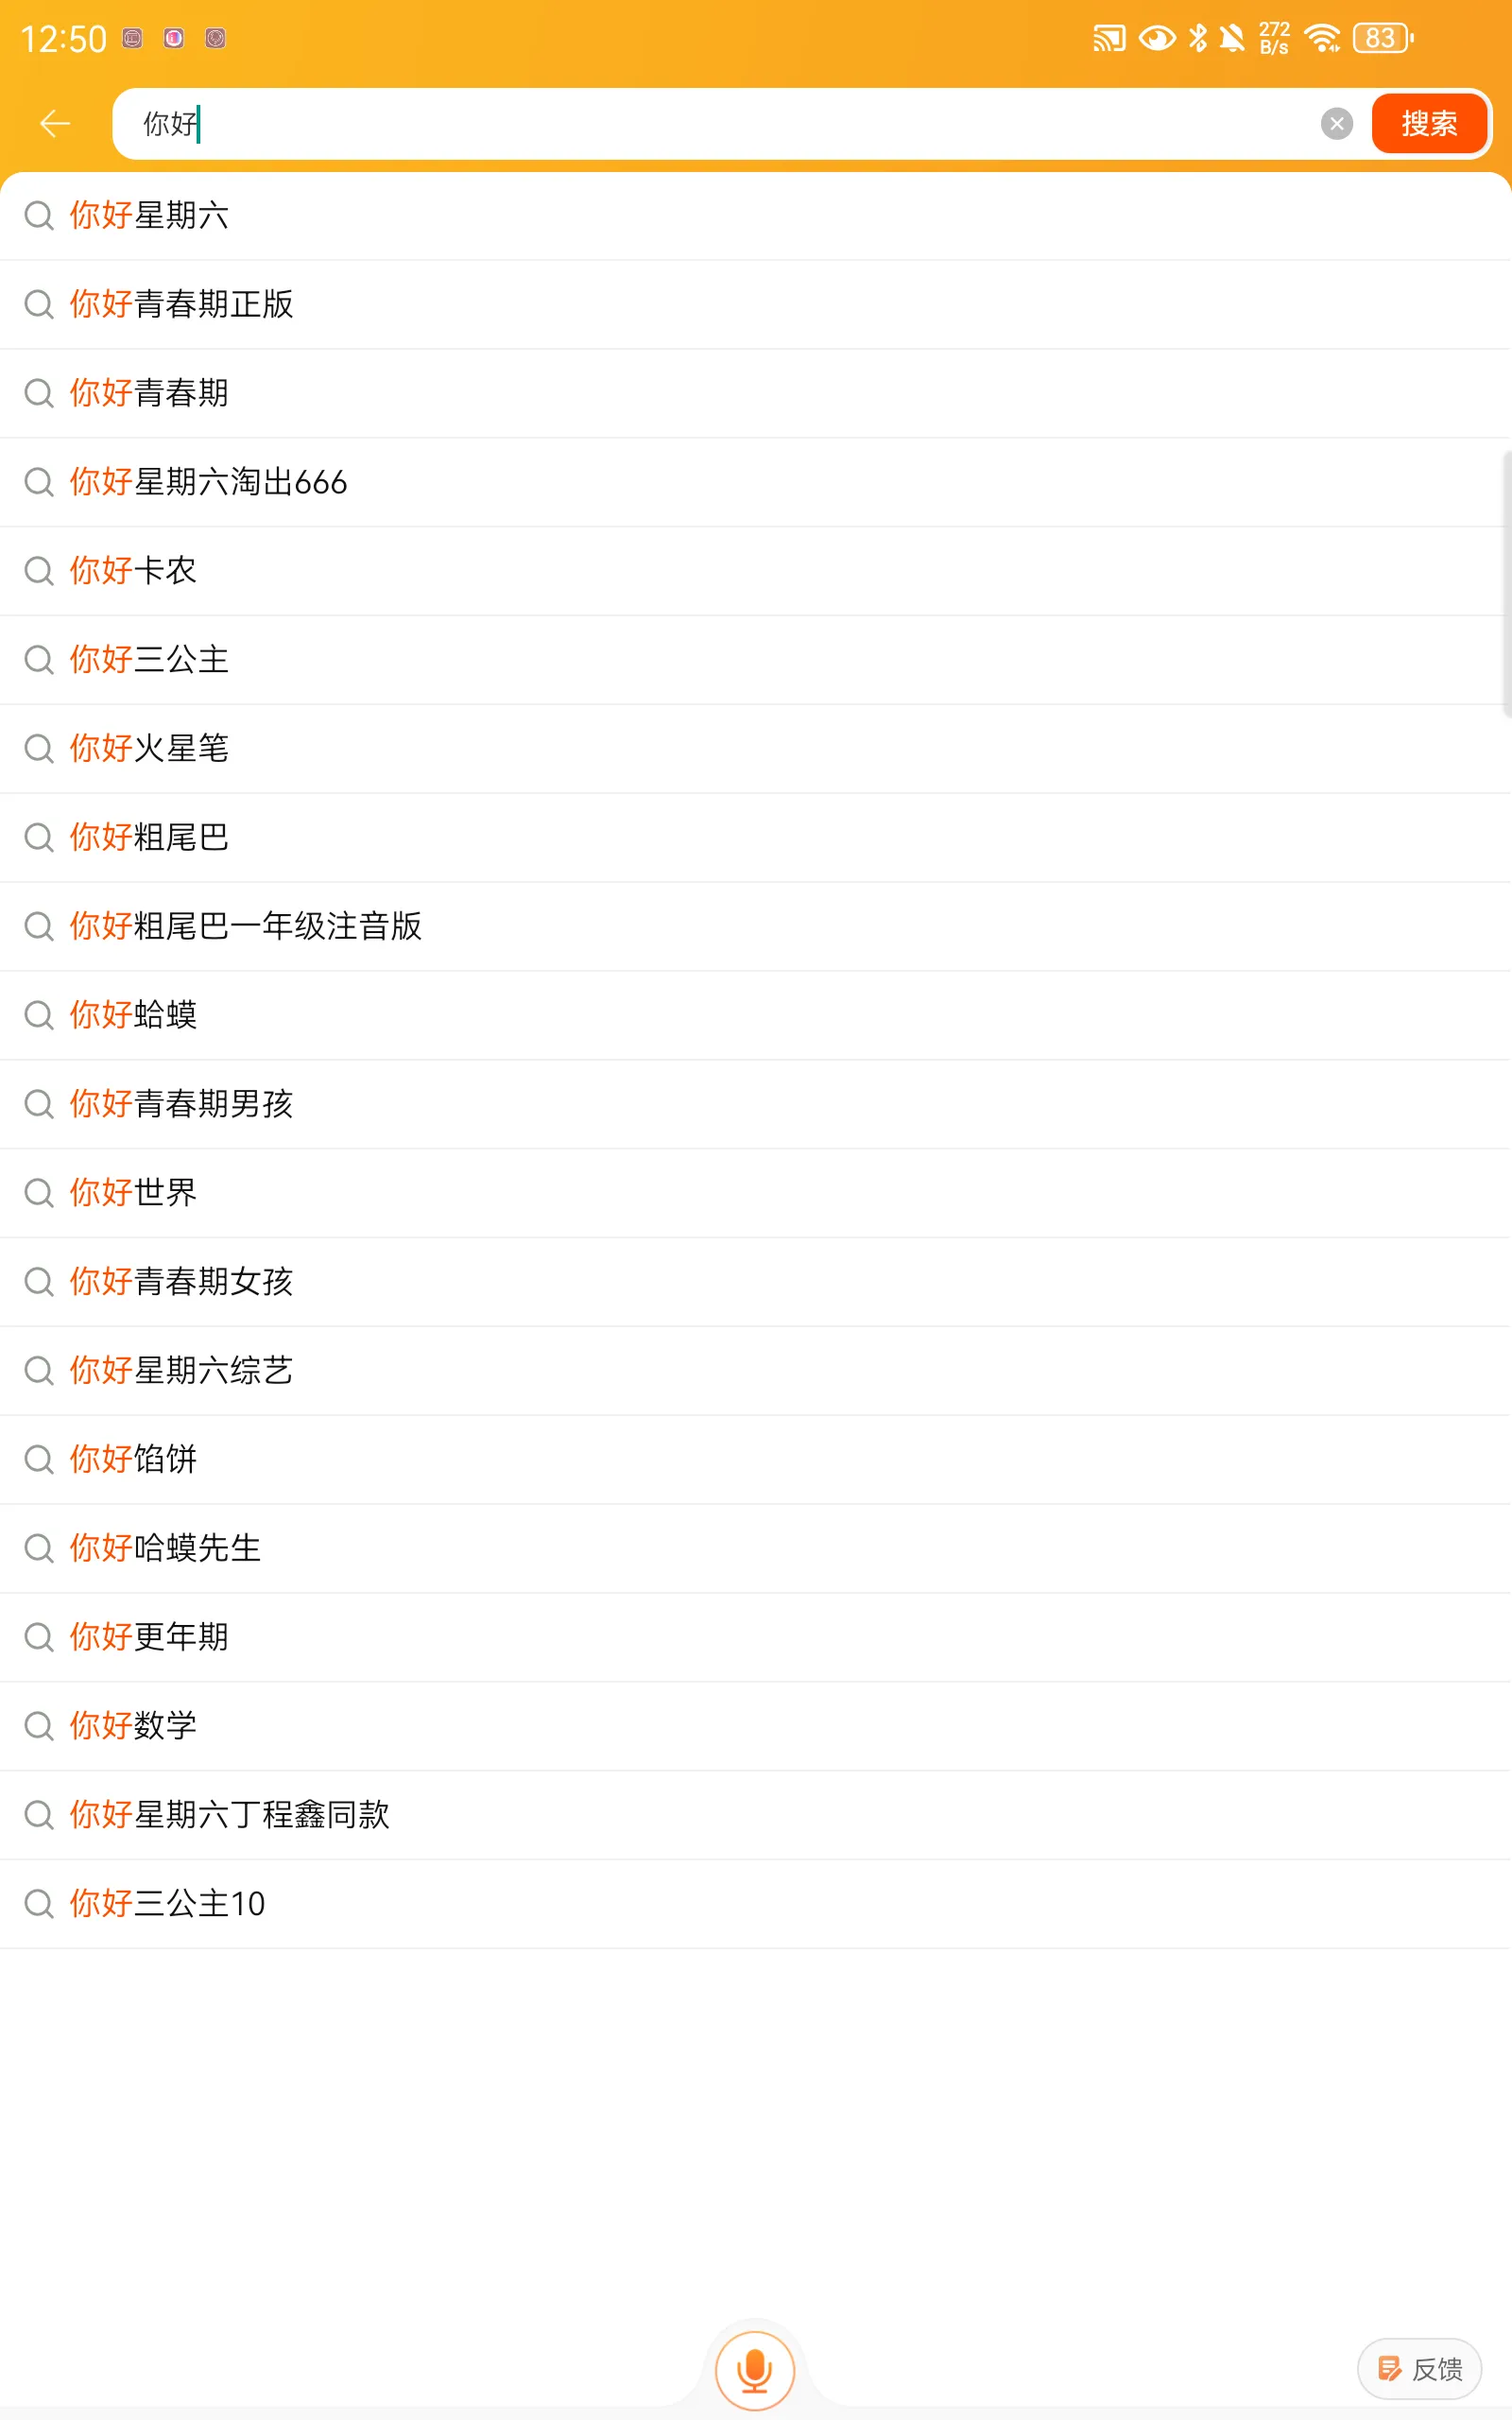 12:50
272
B/s
83
你好
搜索
你好星期六
你好青春期正版
你好青春期
你好星期六淘出666
你好卡农
你好三公主
你好火星笔
你好粗尾巴
你好粗尾巴一年级注音版
你好蛤蟆
你好青春期男孩
你好世界
你好青春期女孩
你好星期六综艺
你好馅饼
你好哈蟆先生
你好更年期
你好数学
你好星期六丁程鑫同款
你好三公主10
反馈